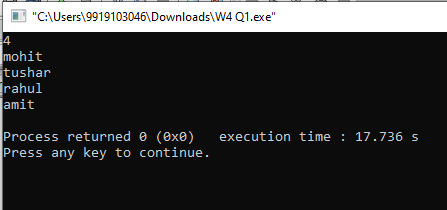 "C:\Users\9919103046\Downloads\W4 Q1.exe"
4
mohit
tushar
rahul
amit
Process returned 0 (0x0)   execution time : 17.736 s
Press any key to continue.